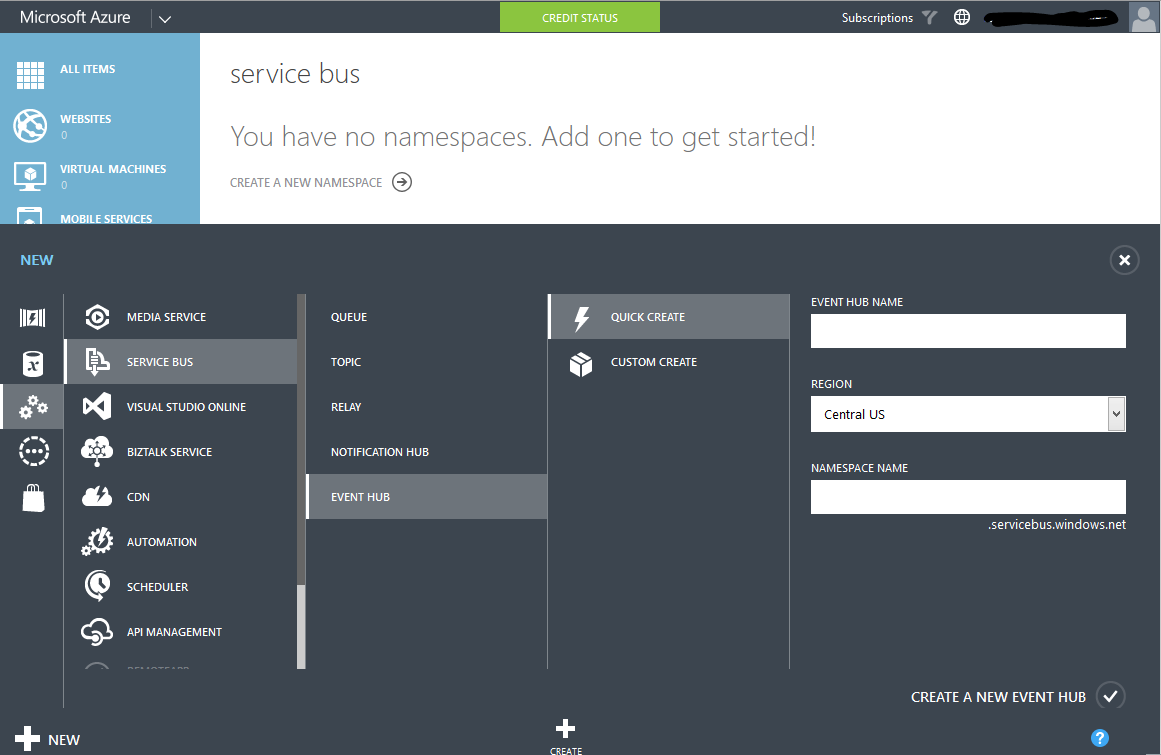 Microsoft Azure
CREDIT STATUS
Subscriptions
ALL ITEMS
WEBSITES
0
VIRTUAL MACHINES
0
MOBILE SERVICES
service bus
You have no namespaces. Add one to get started!
CREATE A NEW NAMESPACE
NEW
MEDIA SERVICE
SERVICE BUS
VISUAL STUDIO ONLINE
BIZTALK SERVICE
CDN
AUTOMATION
SCHEDULER
API MANAGEMENT
QUEUE
TOPIC
RELAY
NOTIFICATION HUB
EVENT HUB
QUICK CREATE
CUSTOM CREATE
EVENT HUB NAME
REGION
Central US
NAMESPACE NAME
.servicebus.windows.net
CREATE A NEW EVENT HUB
NEW
CREATE
?